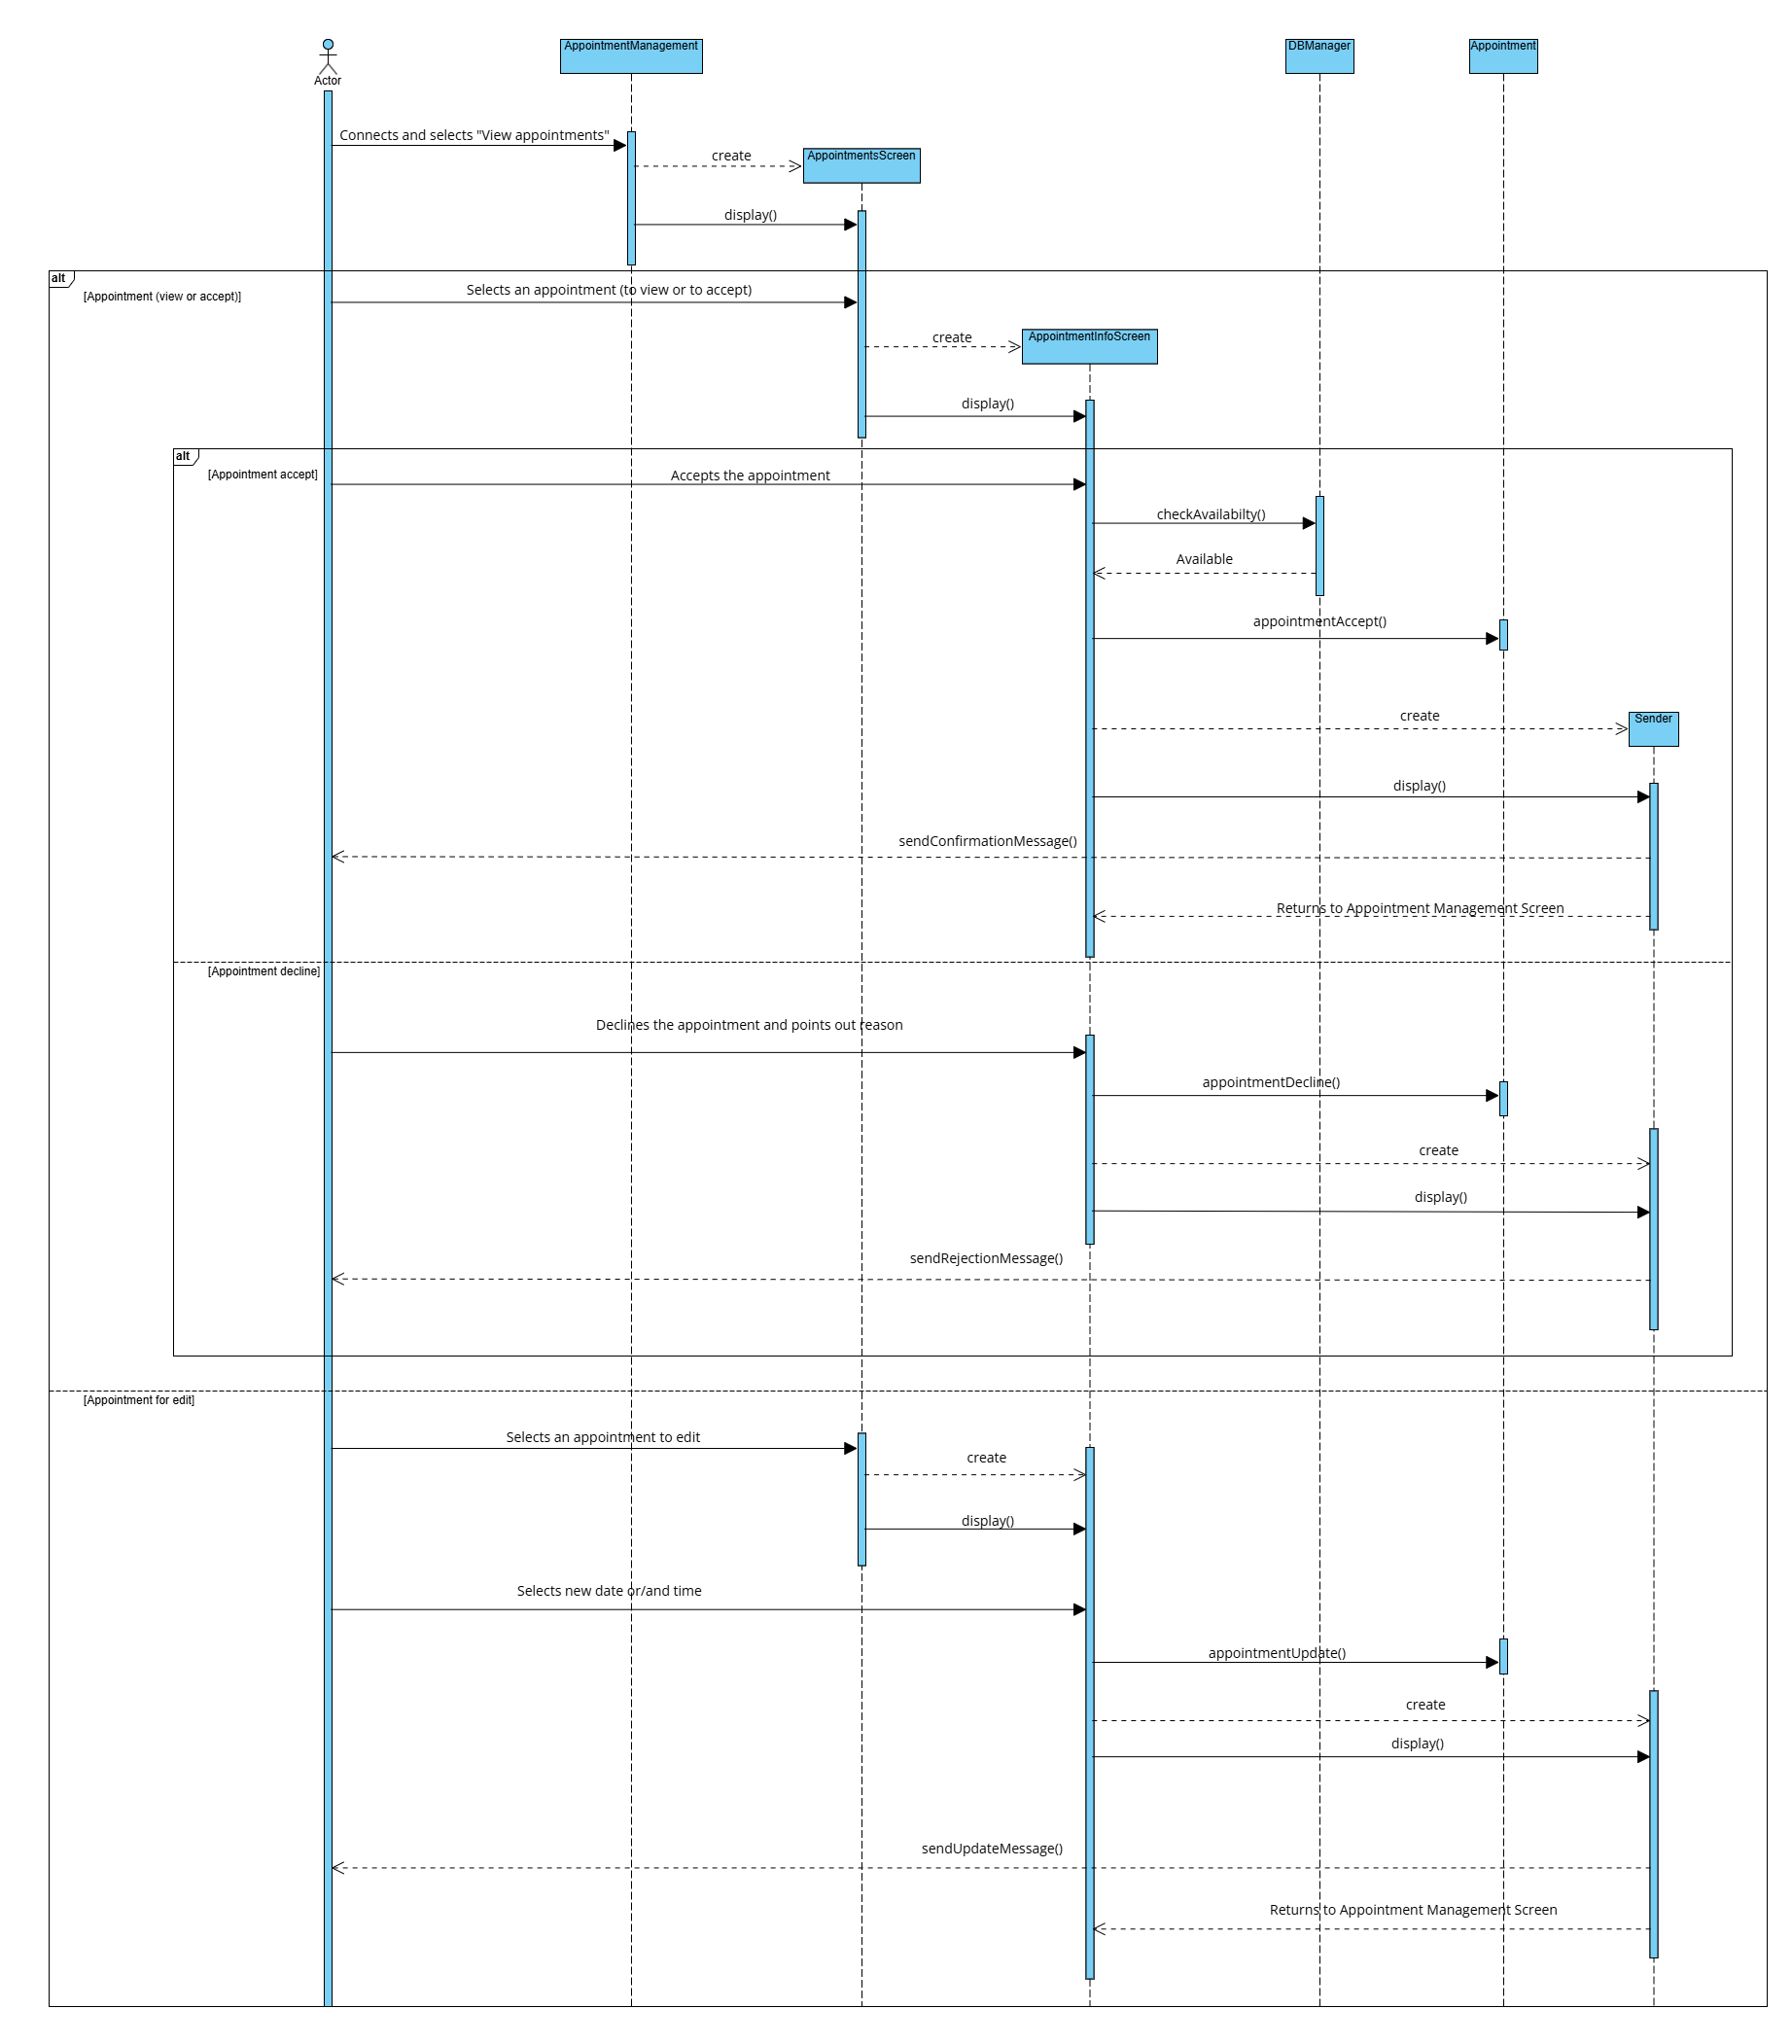 AppointmentManagement
DBManager
Appointment
Actor
Connects and selects "View appointments"
create
AppointmentsScreen
display()
alt
[Appointment (view or accept)]
Selects an appointment (to view or to accept)
create
AppointmentInfoScreen
display()
alt
[Appointment accept]
Accepts the appointment
checkAvailabilty()
Available
appointmentAccept()
create
Sender
display()
sendConfirmationMessage()
Returns to Appointment Management Screen
[Appointment decline]
Declines the appointment and points out reason
appointmentDecline()
create
display()
sendRejectionMessage()
[Appointment for edit]
Selects an appointment to edit
create
display()
Selects new date or/and time
appointmentUpdate()
create
display()
sendUpdateMessage()
Returns to Appointment Management Screen